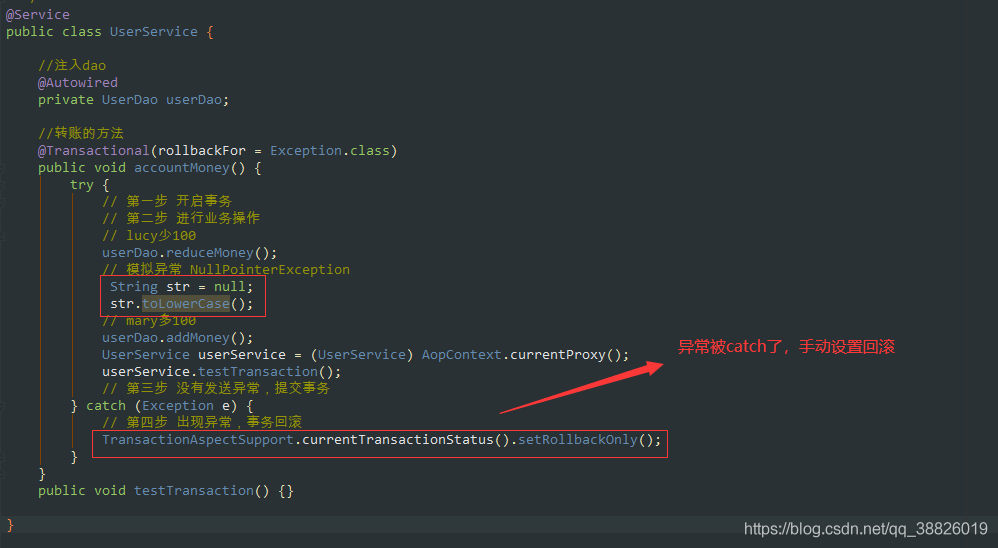 @Service
public class UserService {
//注入dao
@Autowired
private UserDao userDao;
//转账的方法
@Transactional(rollbackFor = Exception.class)
public void accountMoney() {
try {
// 第一步 开启事务
// 第二步 进行业务操作
// lucy少100
userDao.reduceMoney();
// 模拟异常 NullPointerException
String str = null;
str.toLowerCase();
// mary多100
userDao.addMoney();
UserService userService = (UserService) AopContext.currentProxy();
异常被catch了，手动设置回滚
userService.testTransaction();
// 第三步 没有发送异常，提交事务
} catch (Exception e) {
// 第四步 出现异常，事务回滚
TransactionAspectSupport.currentTransactionStatus().setRollbackOnly();
}
}
public void testTransaction() {}
}
https://blog.csdn.net/qq_38826019